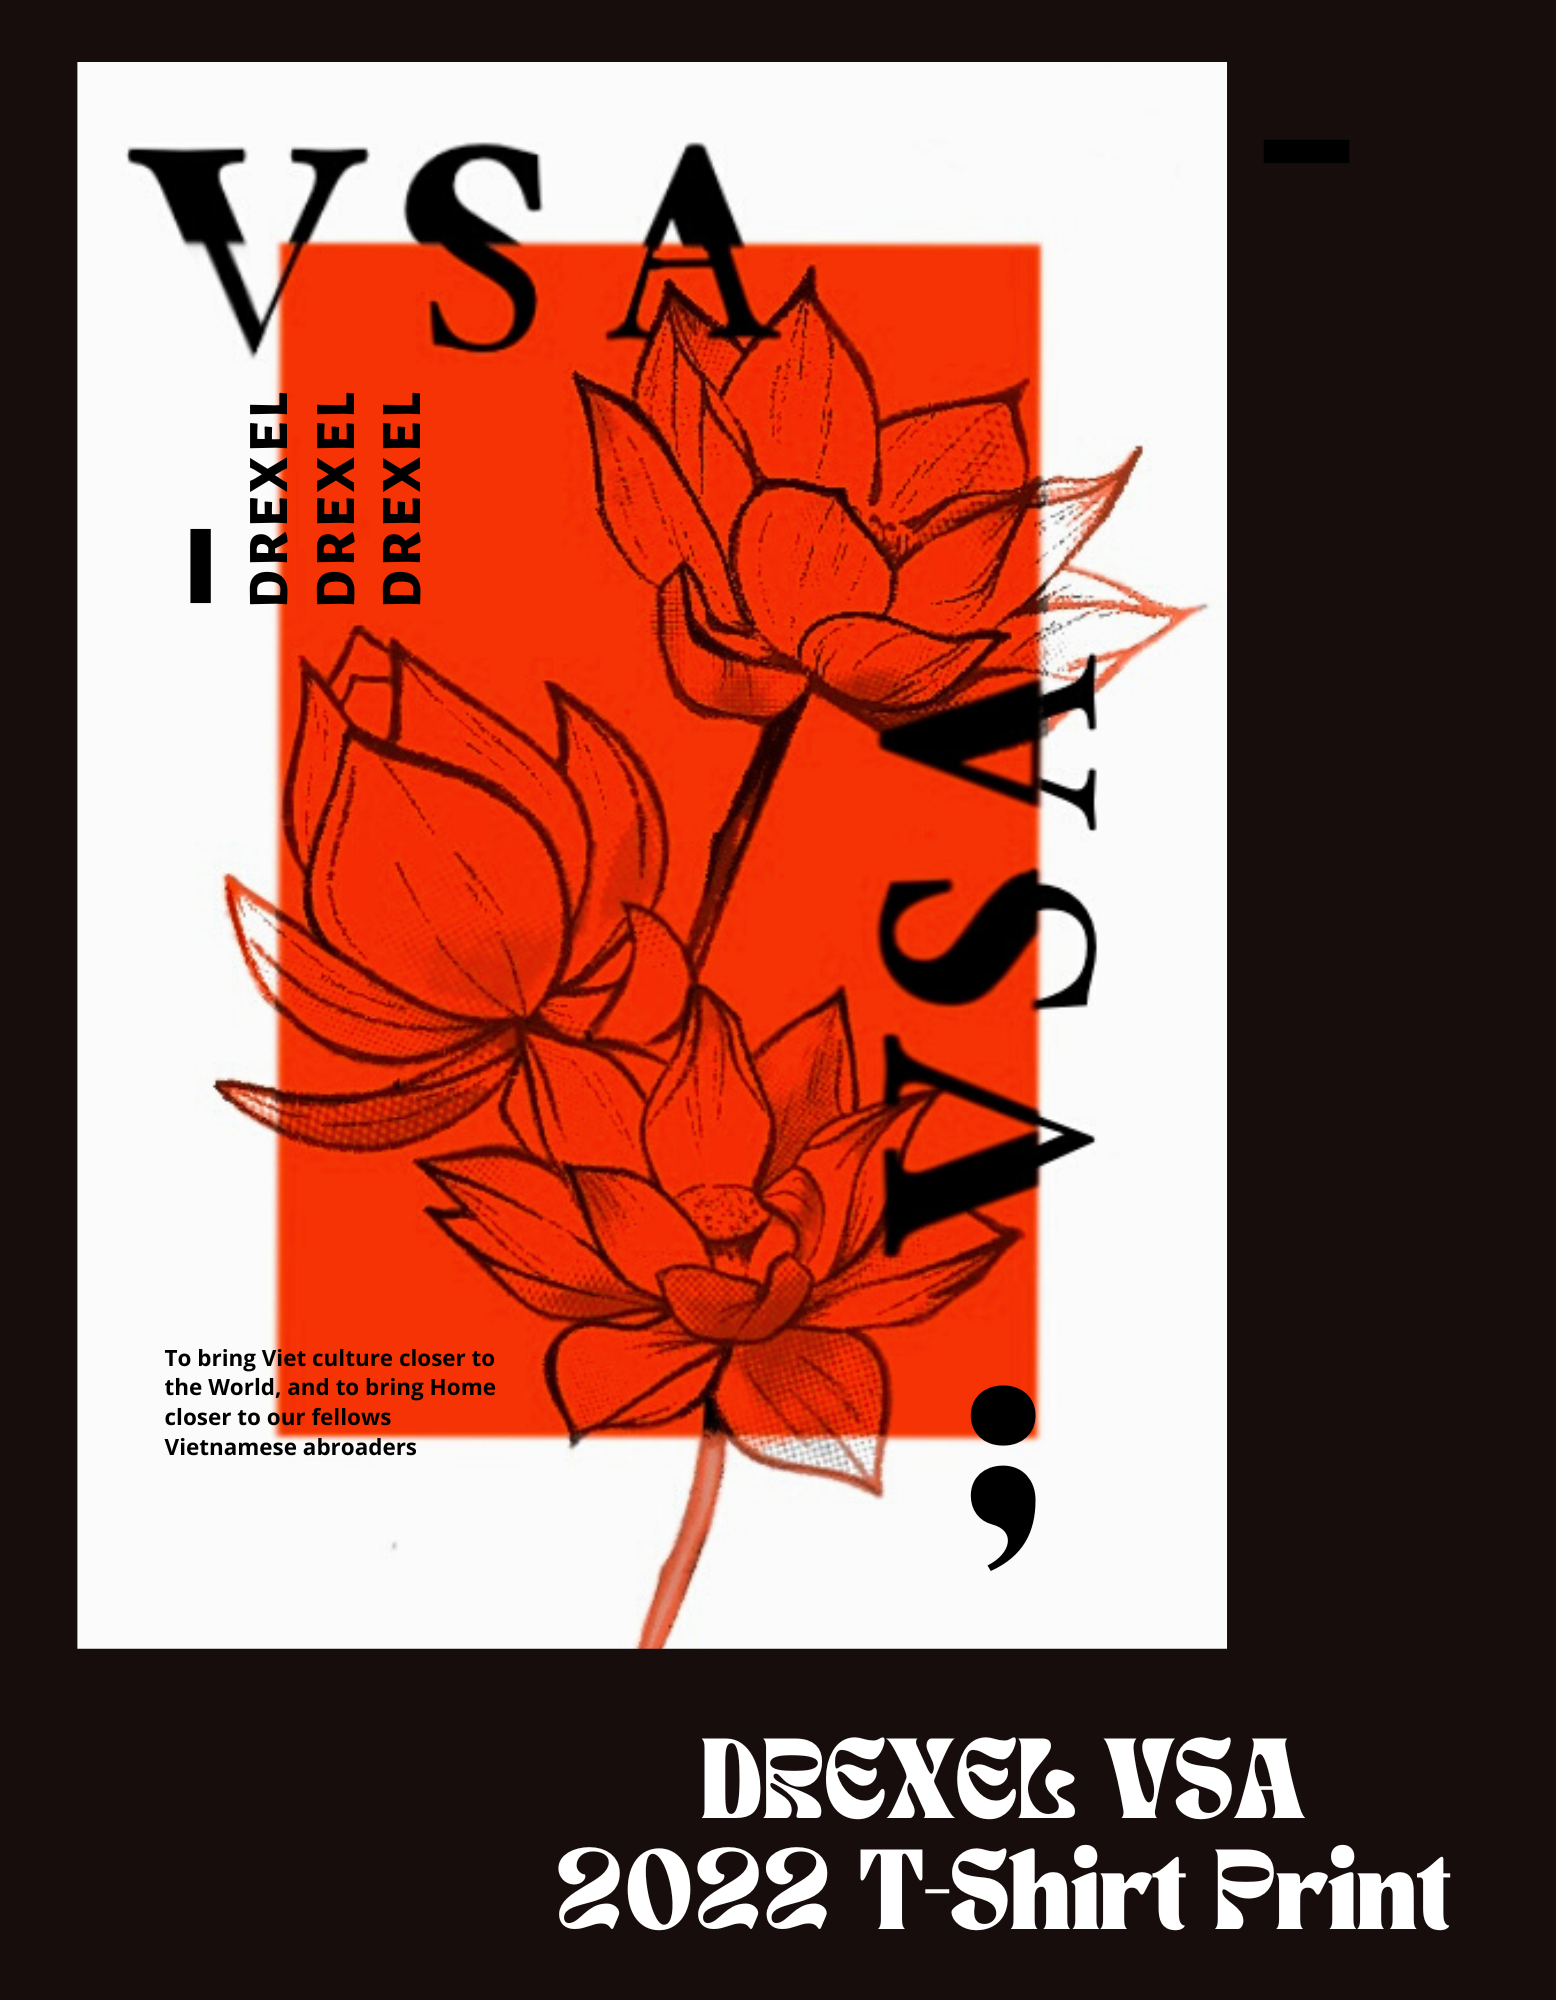 VSA
DREXEL
DREXEL
DREXEL
VSA
To bring Viet culture closer to
the World, and to bring Home
closer to our fellows
Vietnamese abroaders
;
DREXEL VSA
2022 T-Shirt Print